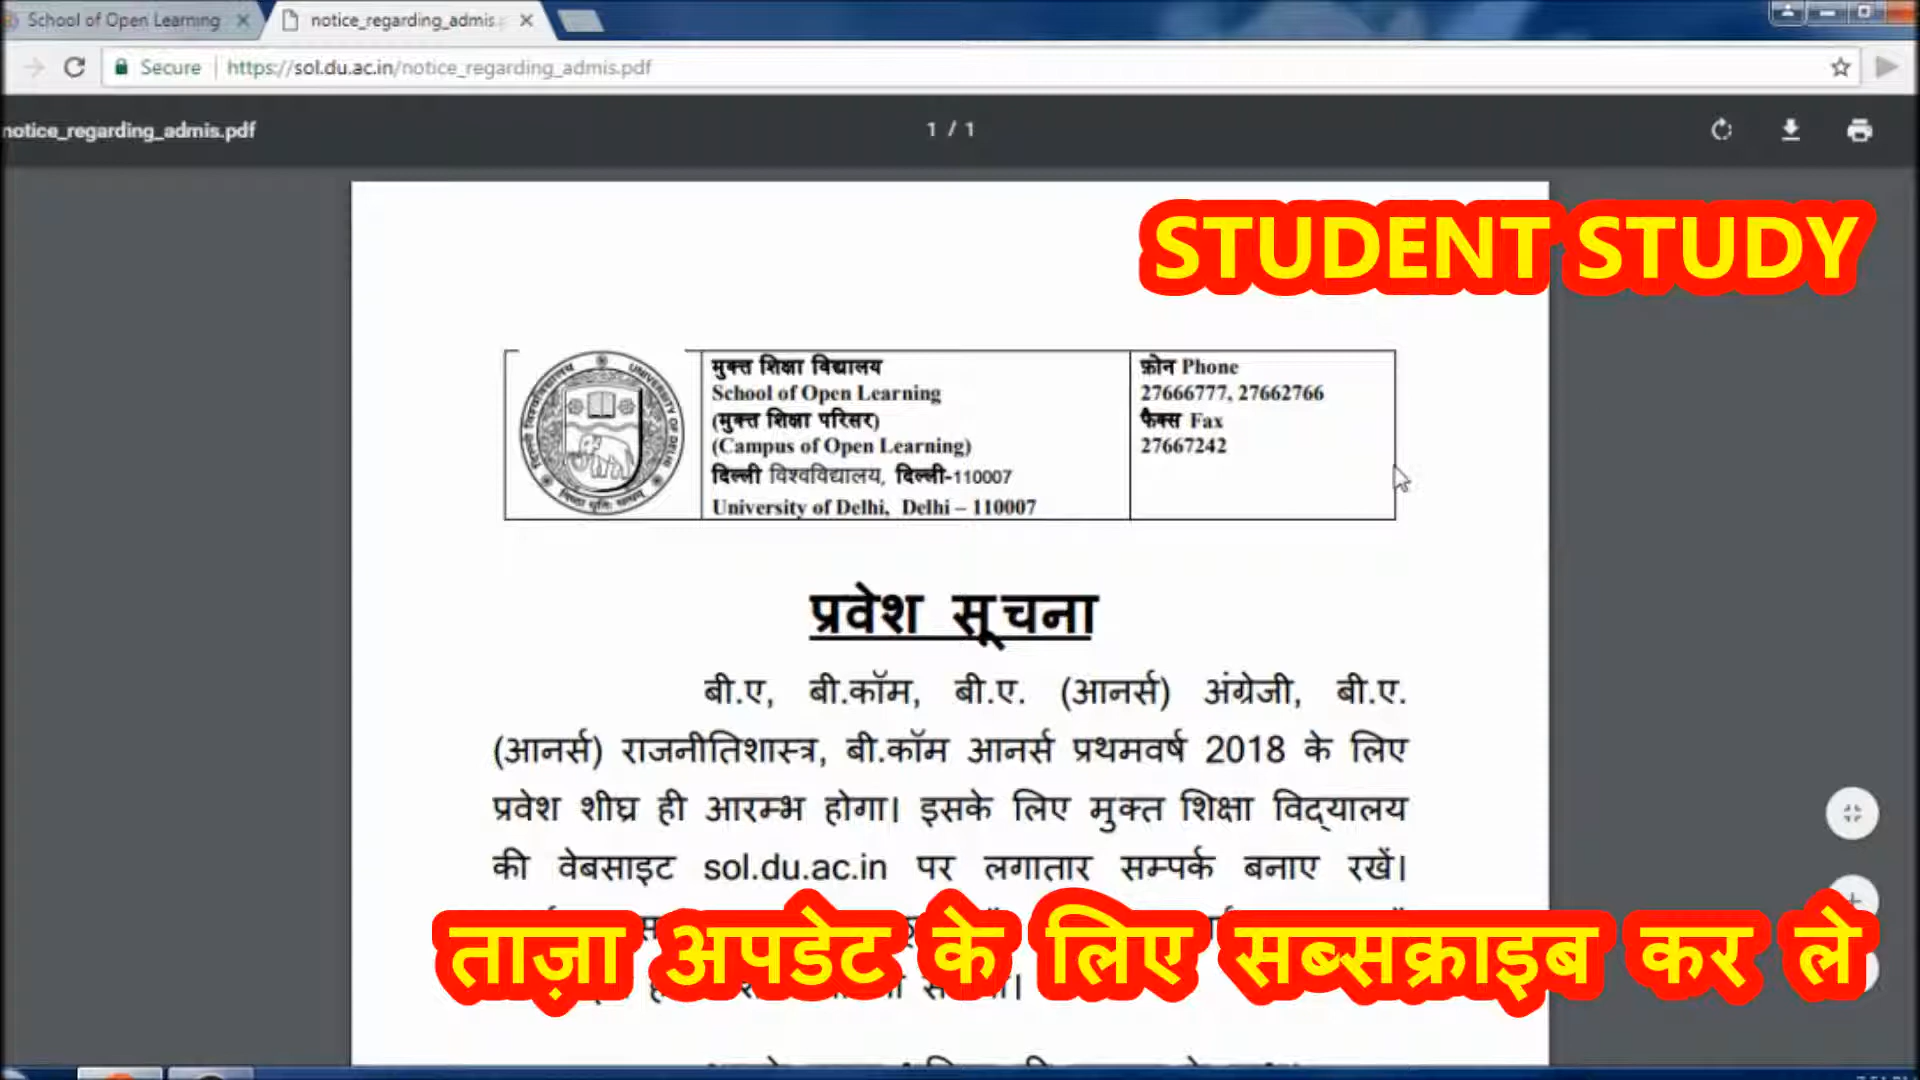 School of Open Learning
notice_regarding_admis
Secure
https://sol.du.ac.in/notice_regarding_admis.pdf
notice_regarding_admis.pdf
1 / 1
STUDENT STUDY
मुक्त शिक्षा विद्यालय
School of Open Learning
(मुक्त शिक्षा परिसर)
(Campus of Open Learning)
दिल्ली विश्वविद्यालय, दिल्ली-110007
University of Delhi, Delhi – 110007
फ़ोन Phone
27666777, 27662766
फैक्स Fax
27667242
UNIVERSITY OF DELHI
प्रवेश सूचना
बी.ए, बी.कॉम, बी.ए. (आनर्स) अंग्रेजी, बी.ए.
(आनर्स) राजनीतिशास्त्र, बी.कॉम आनर्स प्रथमवर्ष 2018 के लिए
प्रवेश शीघ्र ही आरम्भ होगा। इसके लिए मुक्त शिक्षा विद्यालय
की वेबसाइट sol.du.ac.in पर लगातार सम्पर्क बनाए रखें।
ताज़ा अपडेट के लिए सब्सक्राइब कर ले